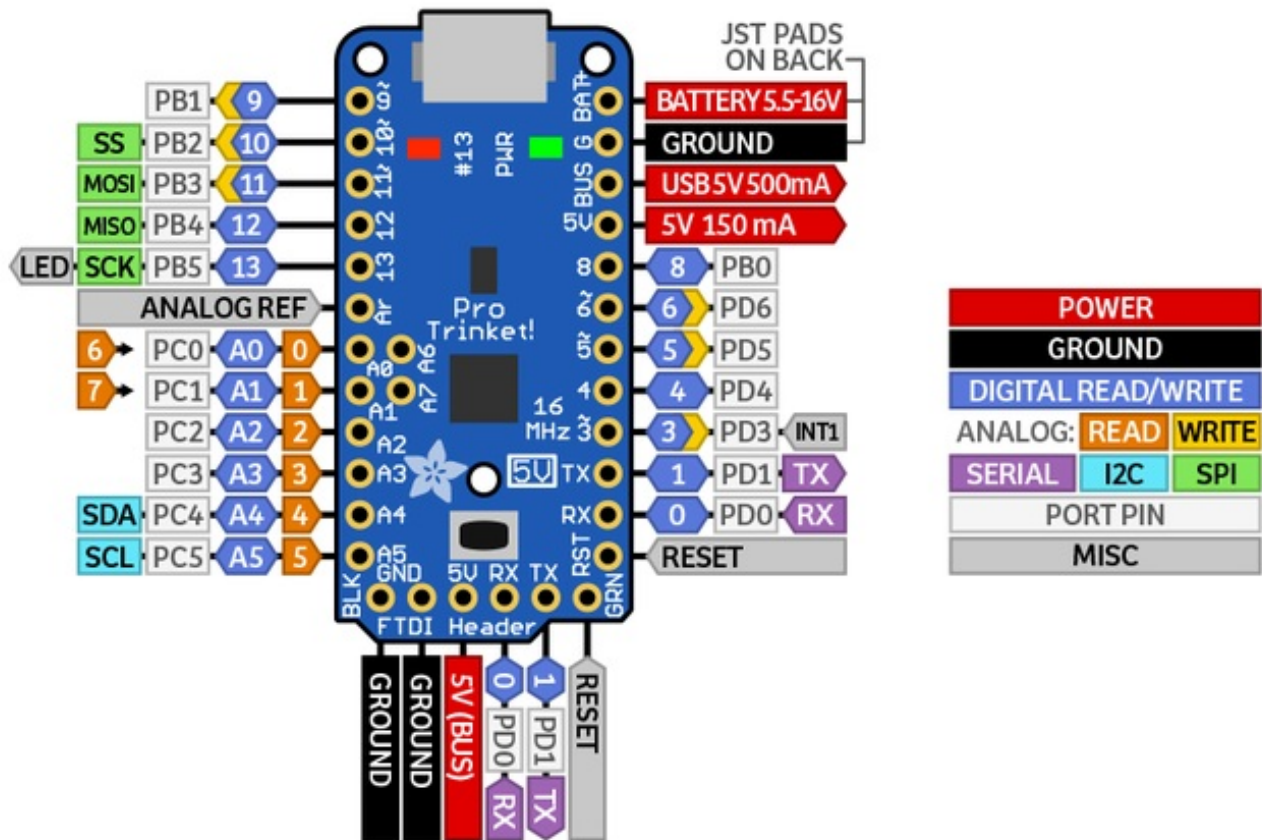 JST PADS
ON BACK
PB1 9
SS PB2 10
MOSI PB3 11
MISO PB4 12
LED SCK PB5 13
ANALOG REF
6 PC0 A0 0
7 PC1 A1 1
PC2 A2 2
PC3 A3 3
SDA PC4 A4 4
SCL PC5 A5 5
9~
10~
11~
12
13
Ar
A0 A6
A1 A7
A2
A3
A4
A5
#13
PWR
Pro
Trinket!
16
MHz
5V
BAT+
G
BUS
5V
8
6~
5~
4
3~
TX
RX
RST
BLK
GND 5V RX TX
GRN
FTDI Header
BATTERY 5.5-16V
GROUND
USB 5V 500mA
5V 150 mA
8 PB0
6 PD6
5 PD5
4 PD4
3 PD3 INT1
1 PD1 TX
0 PD0 RX
RESET
GROUND
GROUND
5V (BUS)
0 PD0 RX
1 PD1 TX
RESET
POWER
GROUND
DIGITAL READ/WRITE
ANALOG: READ WRITE
SERIAL I2C SPI
PORT PIN
MISC